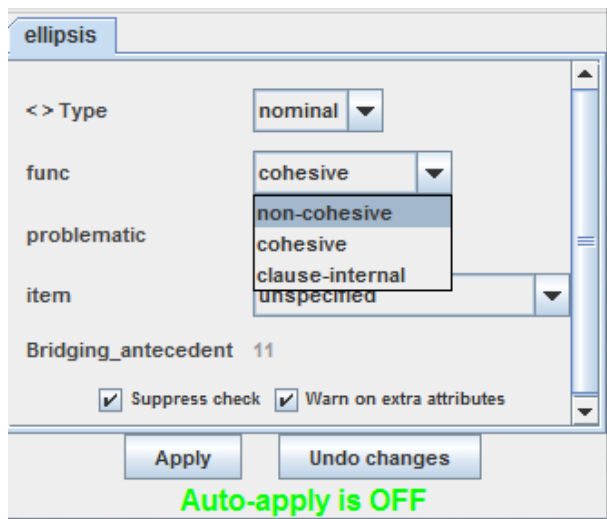 ellipsis
<> Type nominal
func cohesive
non-cohesive
problematic
cohesive
clause-internal
item unspecified
Bridging_antecedent 11
Suppress check Warn on extra attributes
Apply Undo changes
Auto-apply is OFF